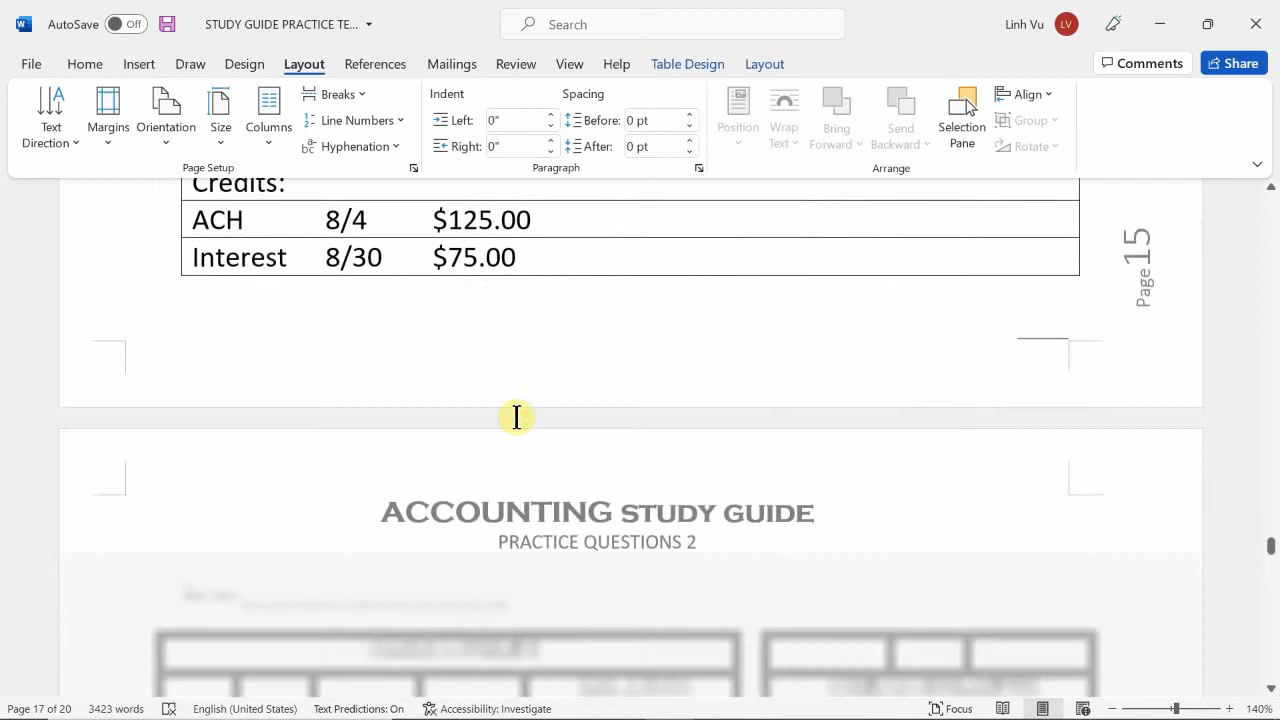 AutoSave Off STUDY GUIDE PRACTICE TE... Search Linh Vu LV
File Home Insert Draw Design Layout References Mailings Review View Help Table Design Layout Comments Share
Text Direction Margins Orientation Size Columns Breaks Line Numbers Hyphenation
Indent Spacing
Left: 0" Before: 0 pt
Right: 0" After: 0 pt
Position Wrap Text Bring Forward Send Backward Selection Pane Align Group Rotate
Page Setup Paragraph Arrange
Credits:
ACH 8/4 $125.00
Interest 8/30 $75.00
Page 15
ACCOUNTING STUDY GUIDE
PRACTICE QUESTIONS 2
Page 17 of 20 3423 words English (United States) Text Predictions: On Accessibility: Investigate Focus 140%